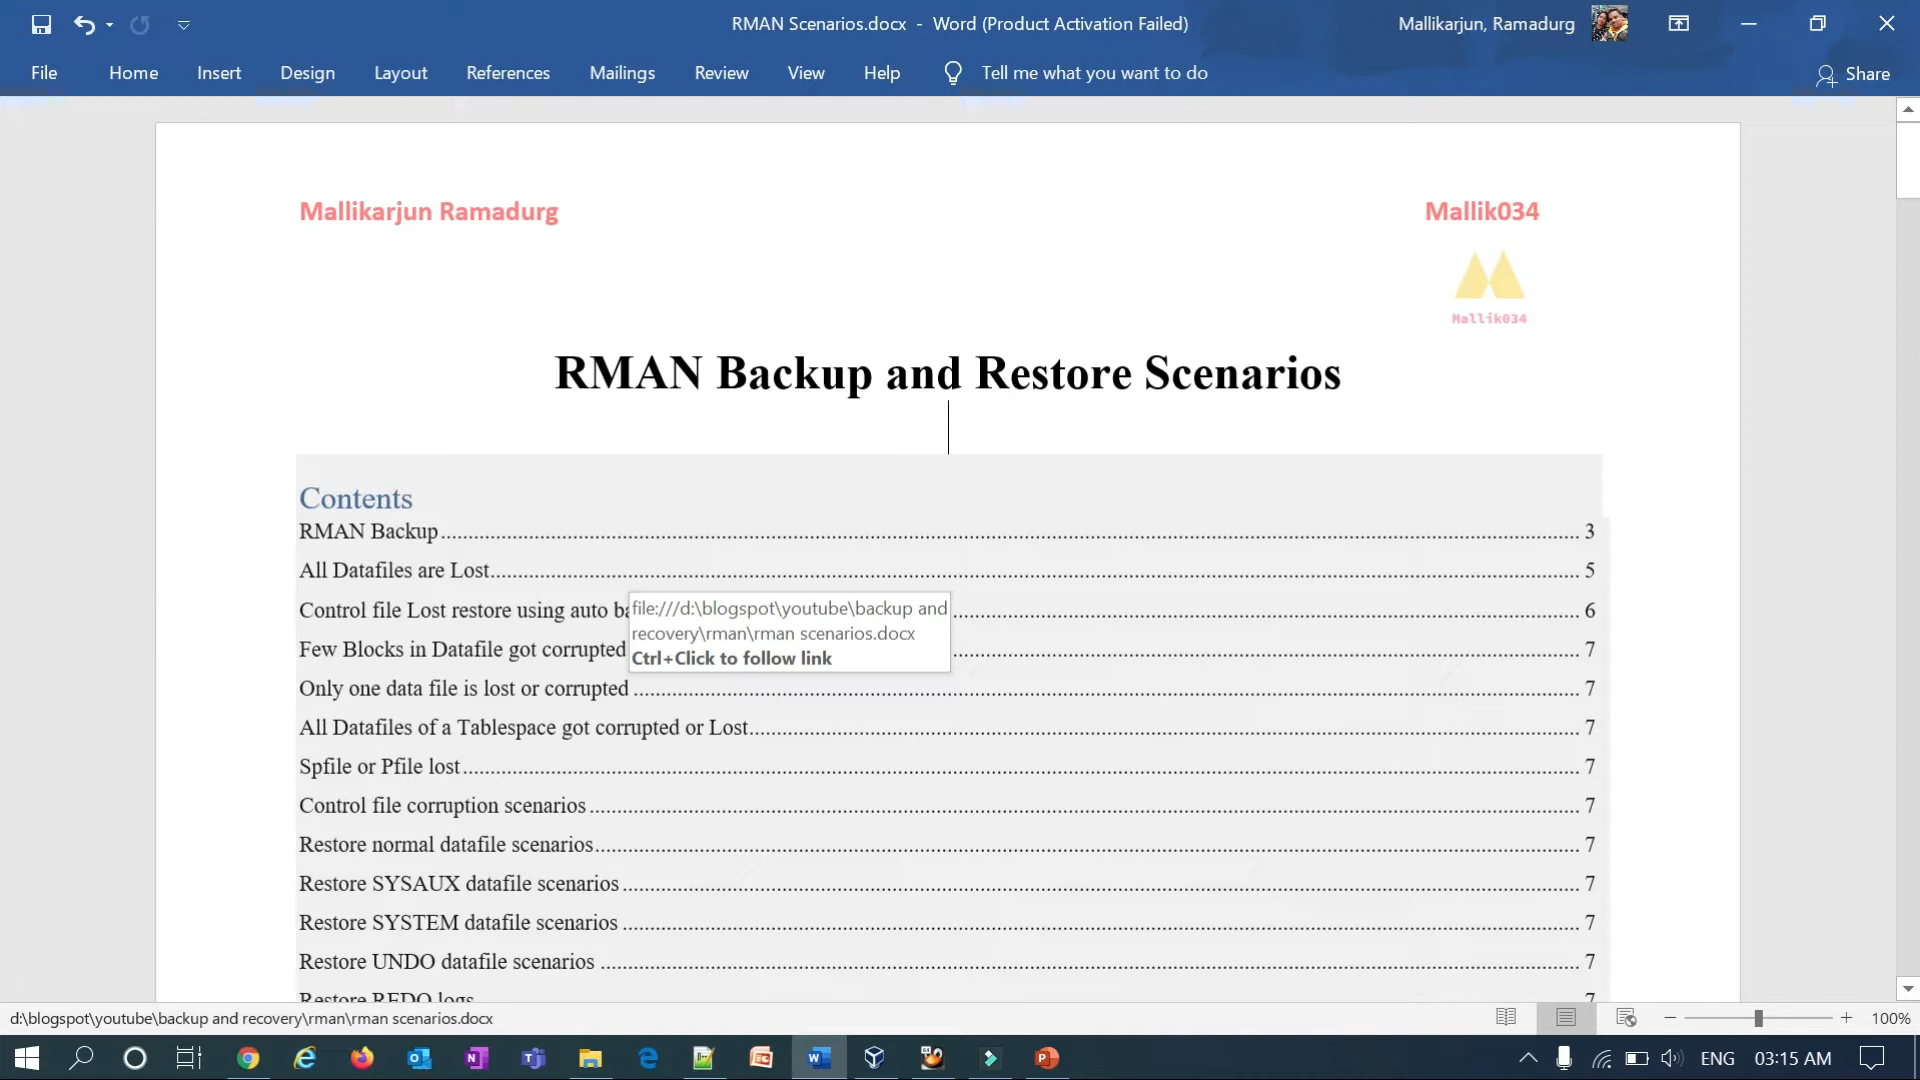 RMAN Scenarios.docx - Word (Product Activation Failed)
Mallikarjun, Ramadurg
File Home Insert Design Layout References Mailings Review View Help Tell me what you want to do Share
Mallikarjun Ramadurg
Mallik034
Mallik034
RMAN Backup and Restore Scenarios
Contents
RMAN Backup 3
All Datafiles are Lost 5
Control file Lost restore using auto 6
Few Blocks in Datafile got corrupted 7
file:///d:\blogspot\youtube\backup and
recovery\rman\rman scenarios.docx
Ctrl+Click to follow link
Only one data file is lost or corrupted 7
All Datafiles of a Tablespace got corrupted or Lost 7
Spfile or Pfile lost 7
Control file corruption scenarios 7
Restore normal datafile scenarios 7
Restore SYSAUX datafile scenarios 7
Restore SYSTEM datafile scenarios 7
Restore UNDO datafile scenarios 7
Restore REDO logs 7
d:\blogspot\youtube\backup and recovery\rman\rman scenarios.docx
100%
ENG 03:15 AM